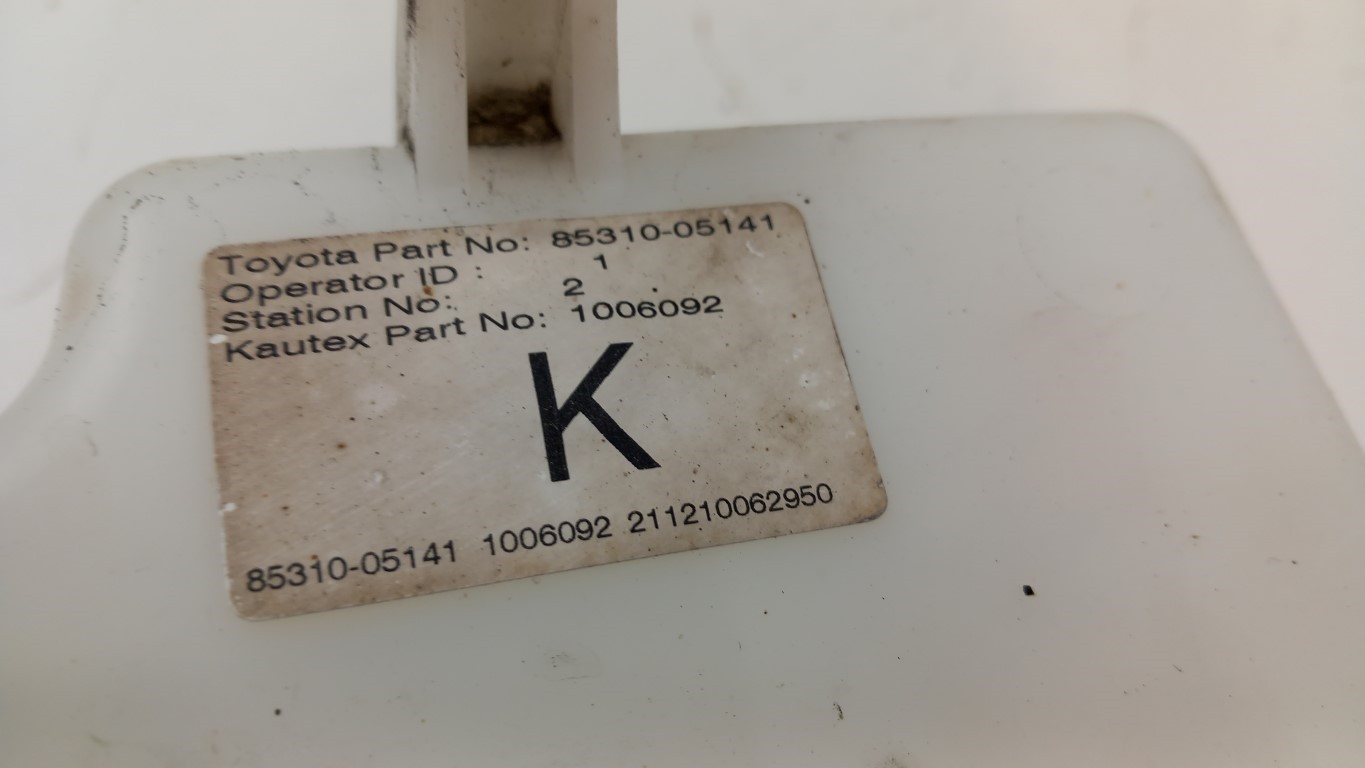 Toyota Part No: 85310-05141
Operator ID : 1
Station No: 2
Kautex Part No: 1006092
K
85310-05141 1006092 211210062950